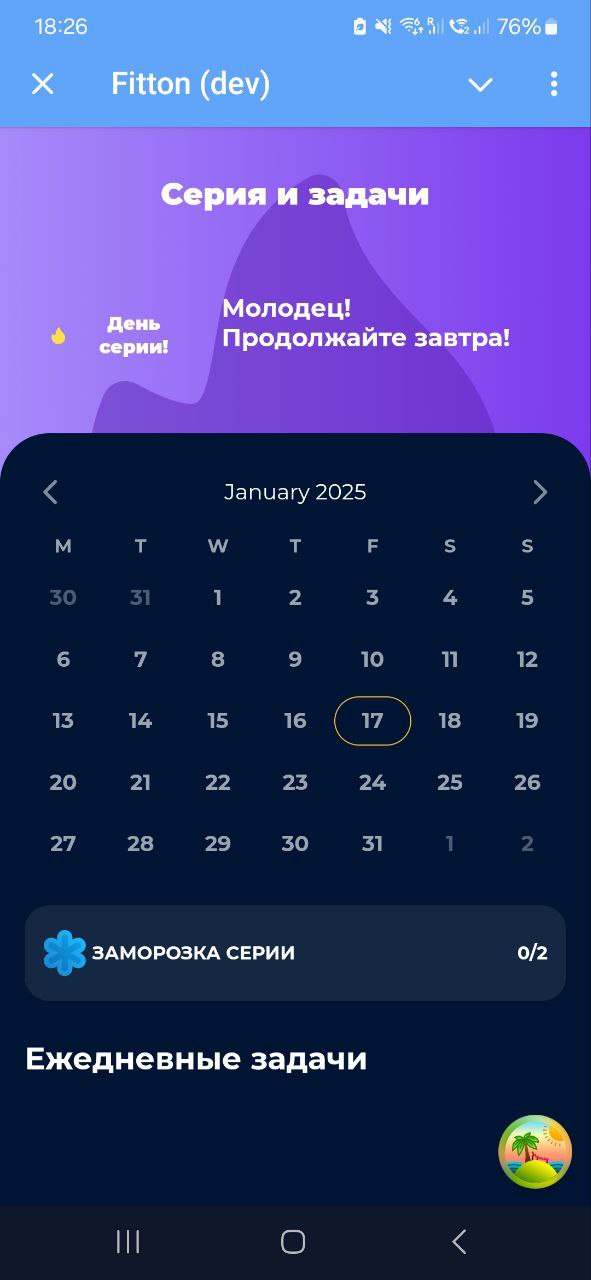 18:26
76%
Fitton (dev)
Серия и задачи
День
серии!
Молодец!
Продолжайте завтра!
January 2025
M T W T F S S
30 31 1 2 3 4 5
6 7 8 9 10 11 12
13 14 15 16 17 18 19
20 21 22 23 24 25 26
27 28 29 30 31 1 2
ЗАМОРОЗКА СЕРИИ 0/2
Ежедневные задачи